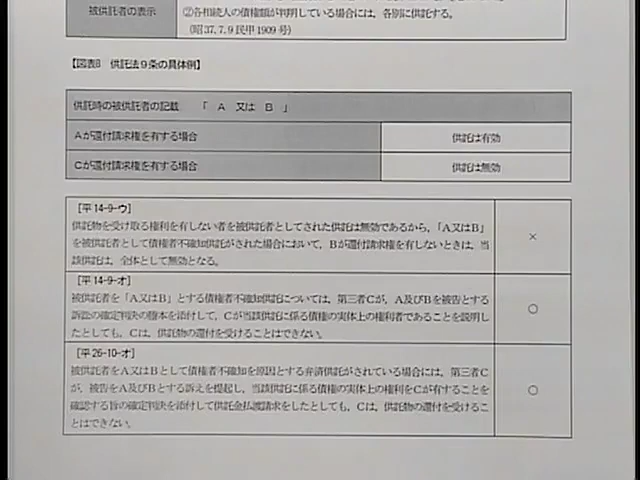 被供託者の表示
②各相続人の債権額が判明している場合には，各別に供託する。
（昭37.7.9民甲1909号）
【図表8 供託法9条の具体例】
供託時の被供託者の記載 「 A 又は B 」
Aが還付請求権を有する場合 供託は有効
Cが還付請求権を有する場合 供託は無効
［平14-9-ウ］
供託物を受け取る権利を有しない者を被供託者としてされた供託は無効であるから，「A又はB」
を被供託者として債権者不確知供託がされた場合において，Bが還付請求権を有しないときは，当
該供託は，全体として無効となる。
×
［平14-9-オ］
被供託者を「A又はB」とする債権者不確知供託については，第三者Cが，A及びBを被告とする
訴訟の確定判決の謄本を添付して，Cが当該供託に係る債権の実体上の権利者であることを説明し
たとしても，Cは，供託物の還付を受けることはできない。
○
［平26-10-オ］
被供託者をA又はBとして債権者不確知を原因とする弁済供託がされている場合には，第三者C
が，被告をA及びBとする訴えを提起し，当該供託に係る債権の実体上の権利をCが有することを
確認する旨の確定判決を添付して供託金払渡請求をしたとしても，Cは，供託物の還付を受けるこ
とはできない。
○